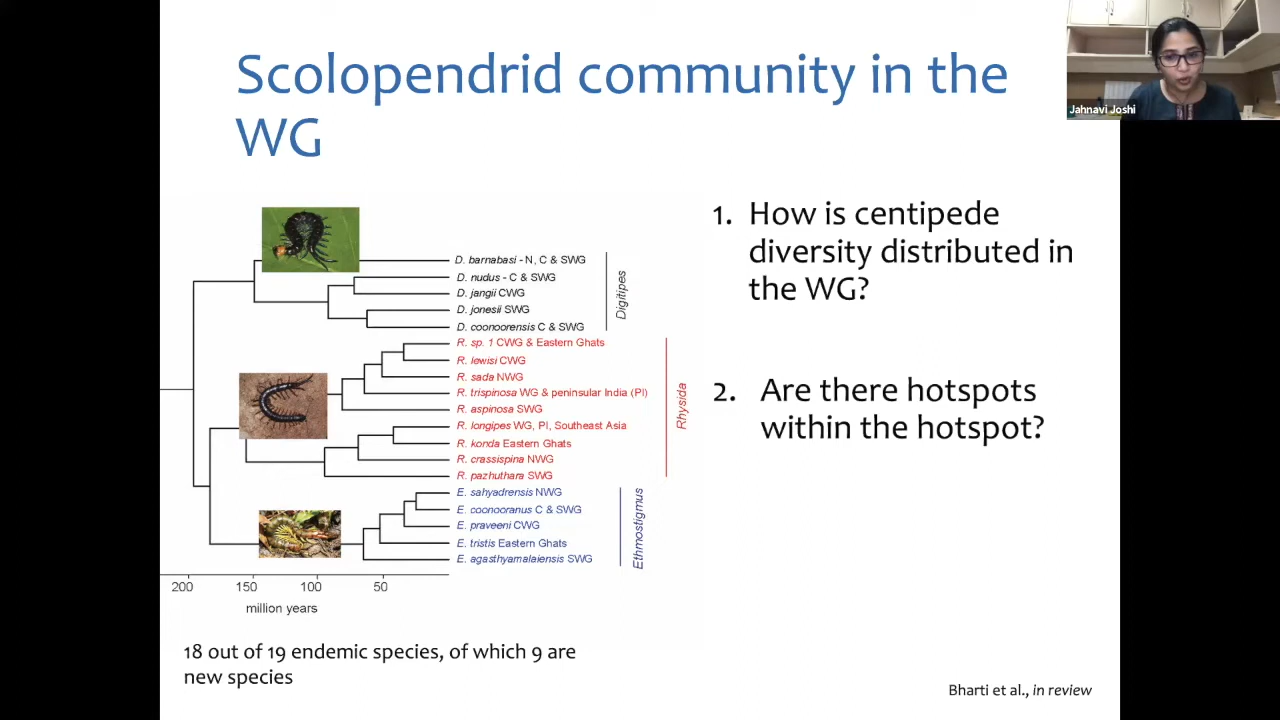 Scolopendrid community in the
WG
Jahnavi Joshi
D. barnabasi - N, C & SWG
D. nudus - C & SWG
D. jangii CWG
D. jonesii SWG
D. coonoorensis C & SWG
Digitipes
R. sp. 1 CWG & Eastern Ghats
R. lewisi CWG
R. sada NWG
R. trispinosa WG & peninsular India (PI)
R. aspinosa SWG
R. longipes WG, PI, Southeast Asia
R. konda Eastern Ghats
R. crassispina NWG
R. pazhuthara SWG
Rhysida
E. sahyadrensis NWG
E. coonooranus C & SWG
E. praveeni CWG
E. tristis Eastern Ghats
E. agasthyamalaiensis SWG
Ethmostigmus
200 150 100 50
million years
18 out of 19 endemic species, of which 9 are
new species
1. How is centipede
diversity distributed in
the WG?
2. Are there hotspots
within the hotspot?
Bharti et al., in review